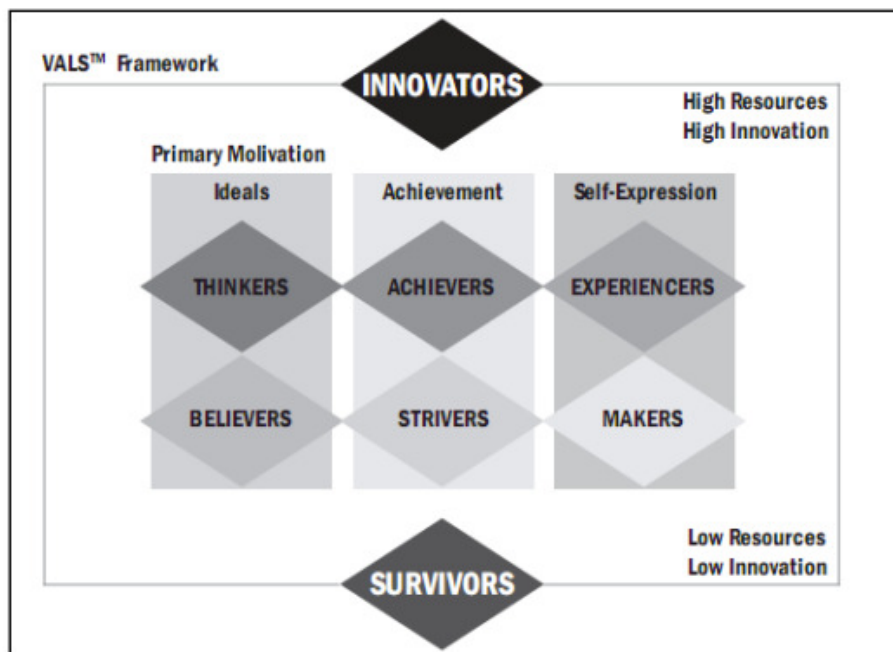 VALS™ Framework
INNOVATORS
High Resources
High Innovation
Primary Molivation
Ideals
Achievement
Self-Expression
THINKERS
ACHIEVERS
EXPERIENCERS
BELIEVERS
STRIVERS
MAKERS
Low Resources
Low Innovation
SURVIVORS